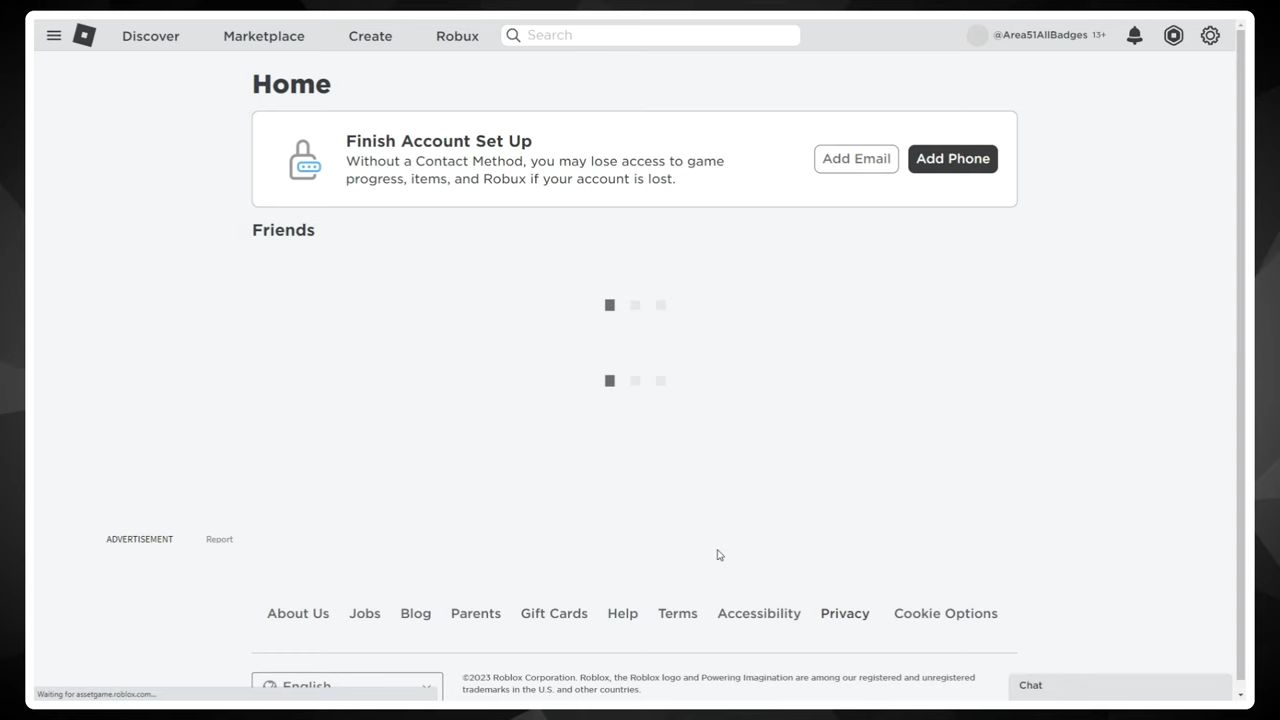 Discover Marketplace Create Robux Search @Area51AllBadges 13+
Home
Finish Account Set Up
Without a Contact Method, you may lose access to game
progress, items, and Robux if your account is lost.
Add Email Add Phone
Friends
ADVERTISEMENT Report
About Us Jobs Blog Parents Gift Cards Help Terms Accessibility Privacy Cookie Options
English
©2023 Roblox Corporation. Roblox, the Roblox logo and Powering Imagination are among our registered and unregistered
trademarks in the U.S. and other countries.
Chat
Waiting for assetgame.roblox.com...